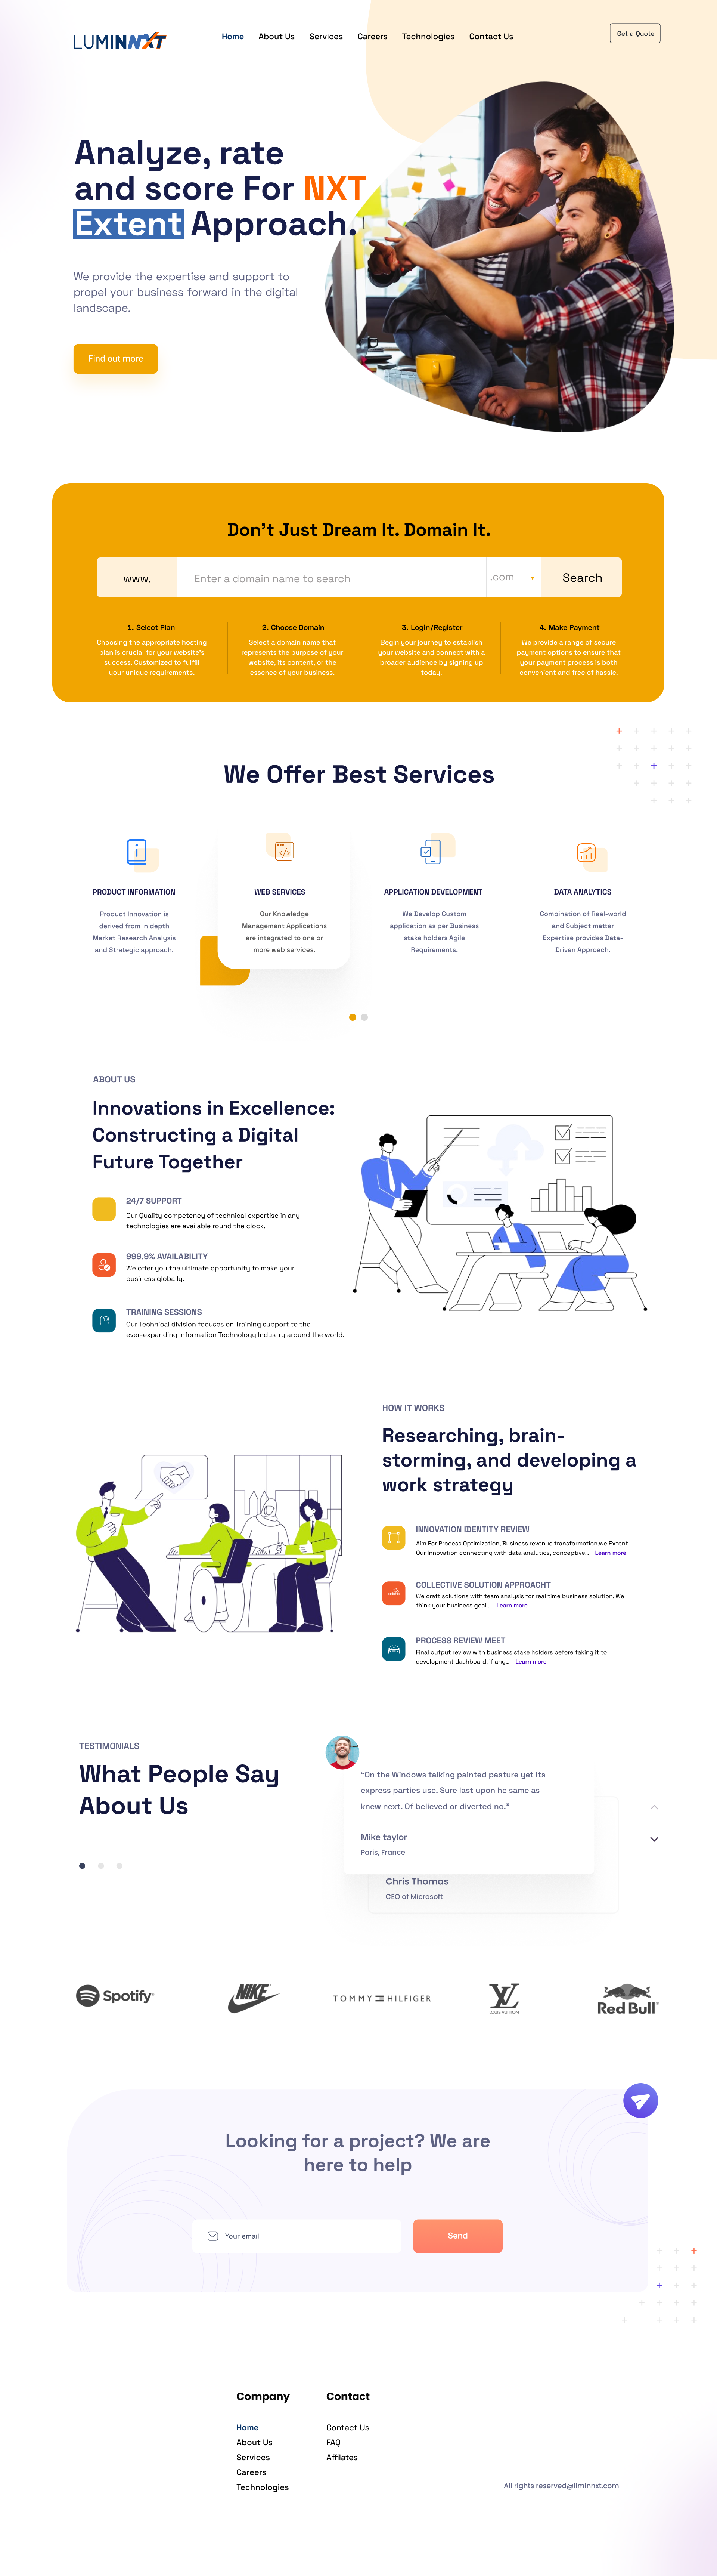 LUMINNXT
Home About Us Services Careers Technologies Contact Us
Get a Quote
Analyze, rate
and score For NXT
Extent Approach.
We provide the expertise and support to
propel your business forward in the digital
landscape.
Find out more
Don't Just Dream It. Domain It.
www. Enter a domain name to search .com Search
1. Select Plan
Choosing the appropriate hosting
plan is crucial for your website's
success. Customized to fullfill
your unique requirements.
2. Choose Domain
Select a domain name that
represents the purpose of your
website, its content, or the
essence of your business.
3. Login/Register
Begin your journey to establish
your website and connect with a
broader audience by signing up
today.
4. Make Payment
We provide a range of secure
payment options to ensure that
your payment process is both
convenient and free of hassle.
We Offer Best Services
PRODUCT INFORMATION
Product Innovation is
derived from in depth
Market Research Analysis
and Strategic approach.
WEB SERVICES
Our Knowledge
Management Applications
are integrated to one or
more web services.
APPLICATION DEVELOPMENT
We Develop Custom
application as per Business
stake holders Agile
Requirements.
DATA ANALYTICS
Combination of Real-world
and Subject matter
Expertise provides Data-
Driven Approach.
ABOUT US
Innovations in Excellence:
Constructing a Digital
Future Together
24/7 SUPPORT
Our Quality competency of technical expertise in any
technologies are available round the clock.
999.9% AVAILABILITY
We offer you the ultimate opportunity to make your
business globally.
TRAINING SESSIONS
Our Technical division focuses on Training support to the
ever-expanding Information Technology Industry around the world.
HOW IT WORKS
Researching, brain-
storming, and developing a
work strategy
INNOVATION IDENTITY REVIEW
Aim For Process Optimization, Business revenue transformation.we Extent
Our Innovation connecting with data analytics, conceptive... Learn more
COLLECTIVE SOLUTION APPROACHT
We craft solutions with team analysis for real time business solution. We
think your business goal... Learn more
PROCESS REVIEW MEET
Final output review with business stake holders before taking it to
development dashboard, if any... Learn more
TESTIMONIALS
What People Say
About Us
"On the Windows talking painted pasture yet its
express parties use. Sure last upon he same as
knew next. Of believed or diverted no."
Mike taylor
Paris, France
Chris Thomas
CEO of Microsoft
Spotify NIKE TOMMY HILFIGER LV LOUIS VUITTON Red Bull
Looking for a project? We are
here to help
Your email Send
Company
Home
About Us
Services
Careers
Technologies
Contact
Contact Us
FAQ
Affilates
All rights reserved@liminnxt.com